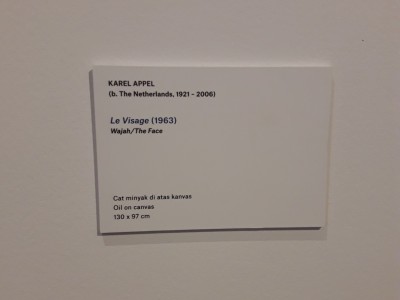 KAREL APPEL
(b. The Netherlands, 1921 – 2006)
Le Visage (1963)
Wajah/The Face
Cat minyak di atas kanvas
Oil on canvas
130 x 97 cm